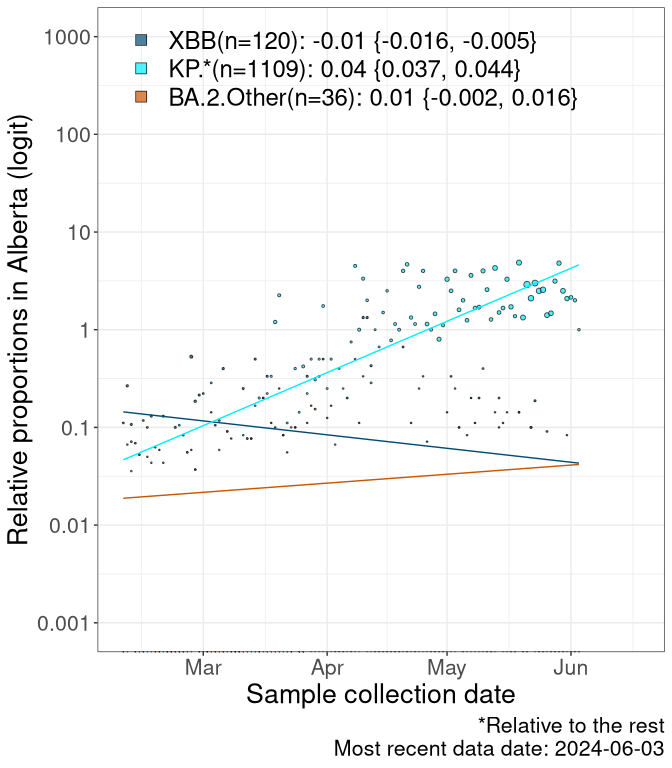 XBB(n=120): -0.01 {-0.016, -0.005}
KP.*(n=1109): 0.04 {0.037, 0.044}
BA.2.Other(n=36): 0.01 {-0.002, 0.016}
Relative proportions in Alberta (logit)
1000
100
10
1
0.1
0.01
0.001
Mar Apr May Jun
Sample collection date
*Relative to the rest
Most recent data date: 2024-06-03